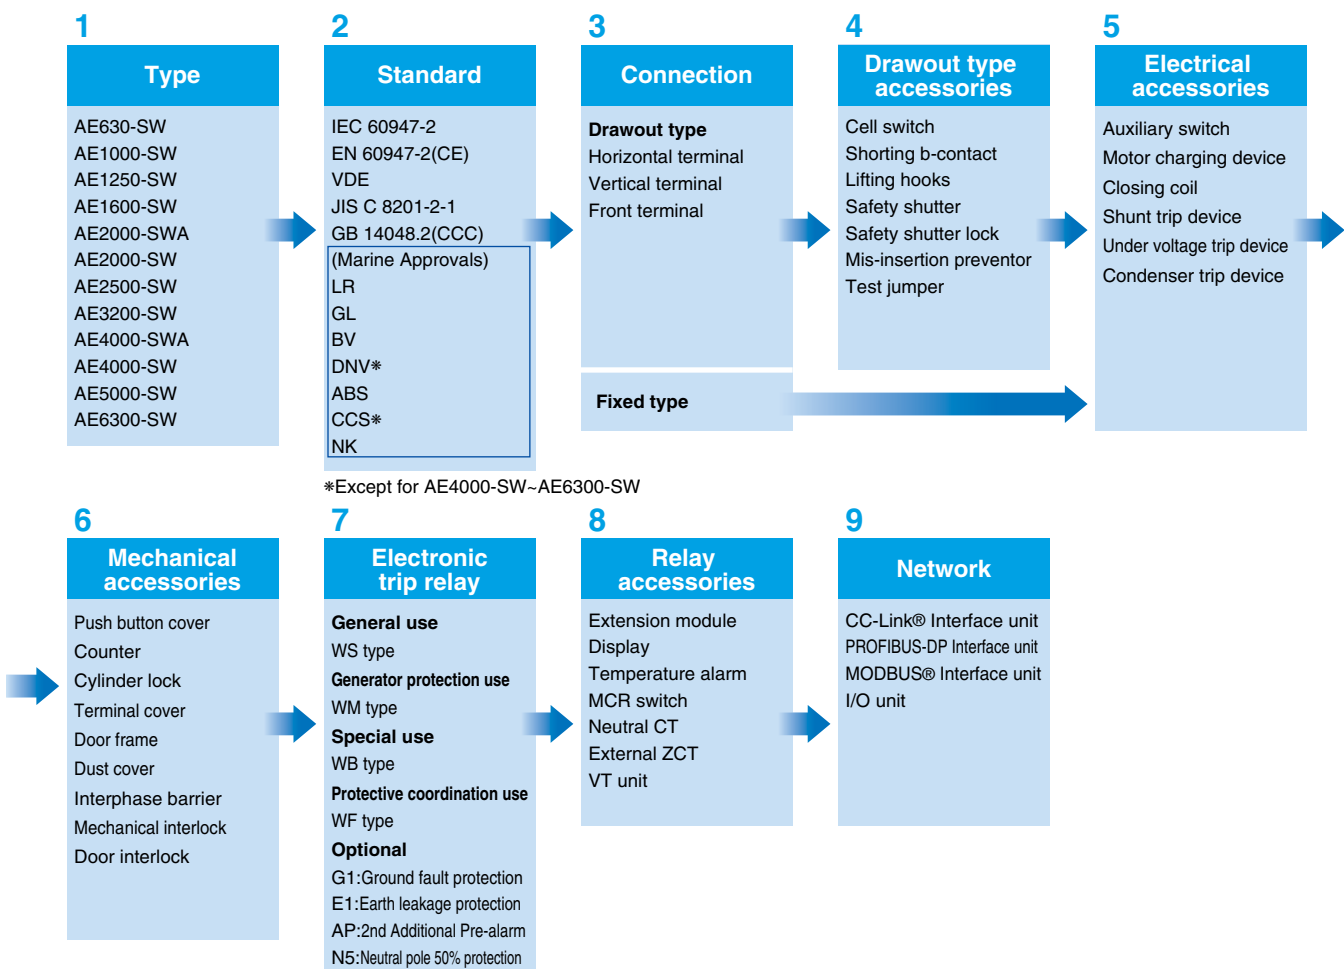 1
Type
AE630-SW
AE1000-SW
AE1250-SW
AE1600-SW
AE2000-SWA
AE2000-SW
AE2500-SW
AE3200-SW
AE4000-SWA
AE4000-SW
AE5000-SW
AE6300-SW
2
Standard
IEC 60947-2
EN 60947-2(CE)
VDE
JIS C 8201-2-1
GB 14048.2(CCC)
(Marine Approvals)
LR
GL
BV
DNV*
ABS
CCS*
NK
*Except for AE4000-SW~AE6300-SW
3
Connection
Drawout type
Horizontal terminal
Vertical terminal
Front terminal
Fixed type
4
Drawout type
accessories
Cell switch
Shorting b-contact
Lifting hooks
Safety shutter
Safety shutter lock
Mis-insertion preventor
Test jumper
5
Electrical
accessories
Auxiliary switch
Motor charging device
Closing coil
Shunt trip device
Under voltage trip device
Condenser trip device
6
Mechanical
accessories
Push button cover
Counter
Cylinder lock
Terminal cover
Door frame
Dust cover
Interphase barrier
Mechanical interlock
Door interlock
7
Electronic
trip relay
General use
WS type
Generator protection use
WM type
Special use
WB type
Protective coordination use
WF type
Optional
G1:Ground fault protection
E1:Earth leakage protection
AP:2nd Additional Pre-alarm
N5:Neutral pole 50% protection
8
Relay
accessories
Extension module
Display
Temperature alarm
MCR switch
Neutral CT
External ZCT
VT unit
9
Network
CC-Link® Interface unit
PROFIBUS-DP Interface unit
MODBUS® Interface unit
I/O unit